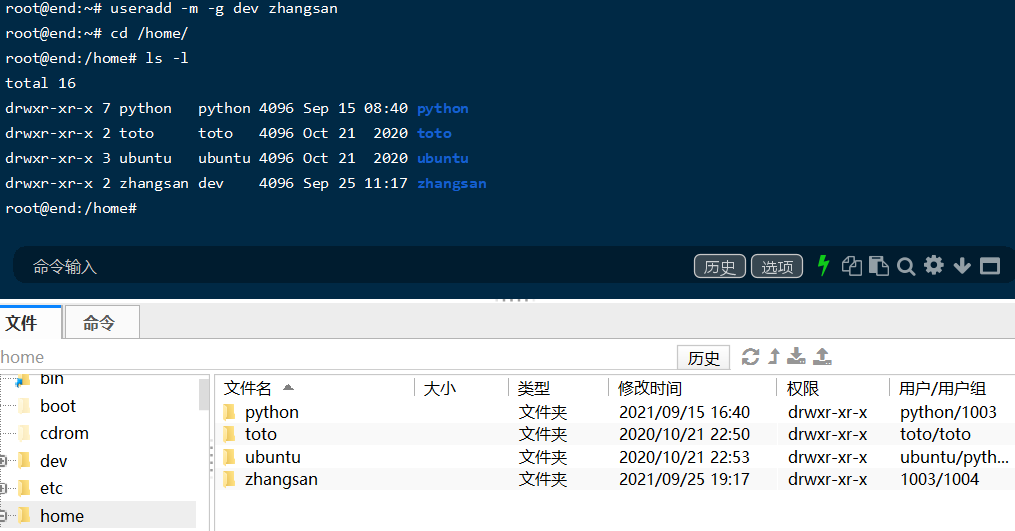 root@end:~# useradd -m -g dev zhangsan
root@end:~# cd /home/
root@end:/home# ls -l
total 16
drwxr-xr-x 7 python   python 4096 Sep 15 08:40 python
drwxr-xr-x 2 toto     toto   4096 Oct 21  2020 toto
drwxr-xr-x 3 ubuntu   ubuntu 4096 Oct 21  2020 ubuntu
drwxr-xr-x 2 zhangsan dev    4096 Sep 25 11:17 zhangsan
root@end:/home#
命令输入 历史 选项
文件 命令
home 历史
bin
boot
cdrom
dev
etc
home
文件名 大小 类型 修改时间 权限 用户/用户组
python 文件夹 2021/09/15 16:40 drwxr-xr-x python/1003
toto 文件夹 2020/10/21 22:50 drwxr-xr-x toto/toto
ubuntu 文件夹 2020/10/21 22:53 drwxr-xr-x ubuntu/pyth...
zhangsan 文件夹 2021/09/25 19:17 drwxr-xr-x 1003/1004